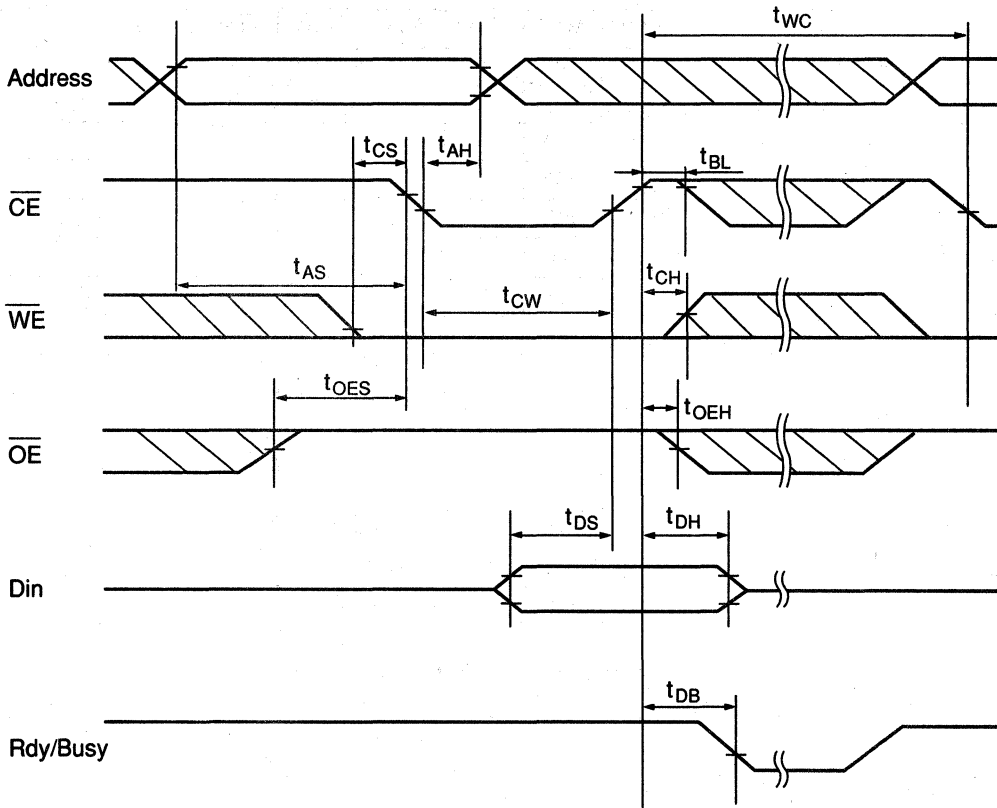 tWC
Address
tCS
tAH
tBL
CE
tAS
tCW
tCH
WE
tOES
tOEH
OE
tDS
tDH
Din
tDB
Rdy/Busy